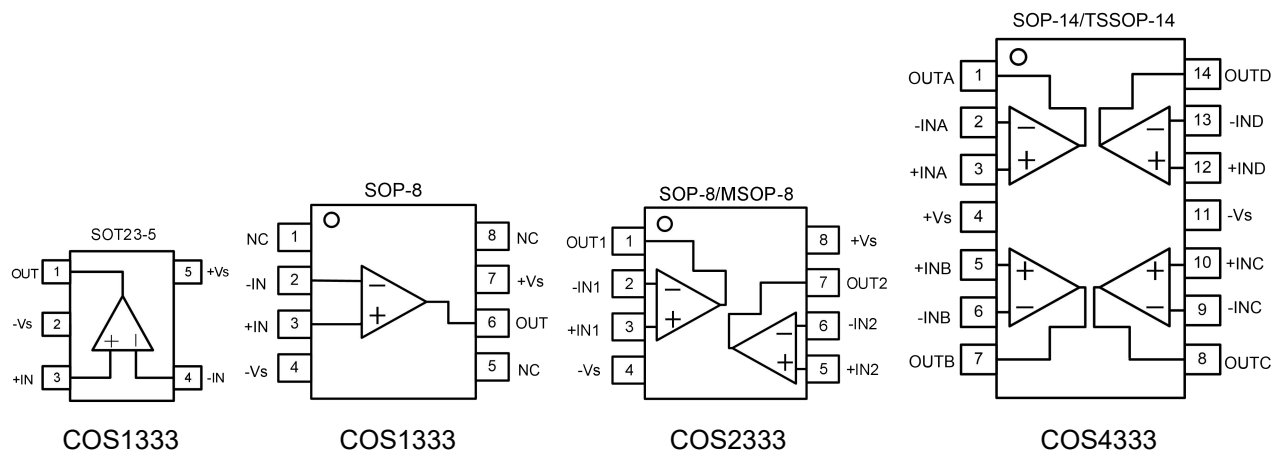 SOT23-5
OUT 1 5 +Vs
-Vs 2
+IN 3 4 -IN
+ −
COS1333
SOP-8
NC 1 8 NC
-IN 2 7 +Vs
+IN 3 6 OUT
-Vs 4 5 NC
−
+
COS1333
SOP-8/MSOP-8
OUT1 1 8 +Vs
-IN1 2 7 OUT2
+IN1 3 6 -IN2
-Vs 4 5 +IN2
− −
+ +
COS2333
SOP-14/TSSOP-14
OUTA 1 14 OUTD
-INA 2 − − 13 -IND
+INA 3 + + 12 +IND
+Vs 4 11 -Vs
+INB 5 + + 10 +INC
-INB 6 − − 9 -INC
OUTB 7 8 OUTC
COS4333